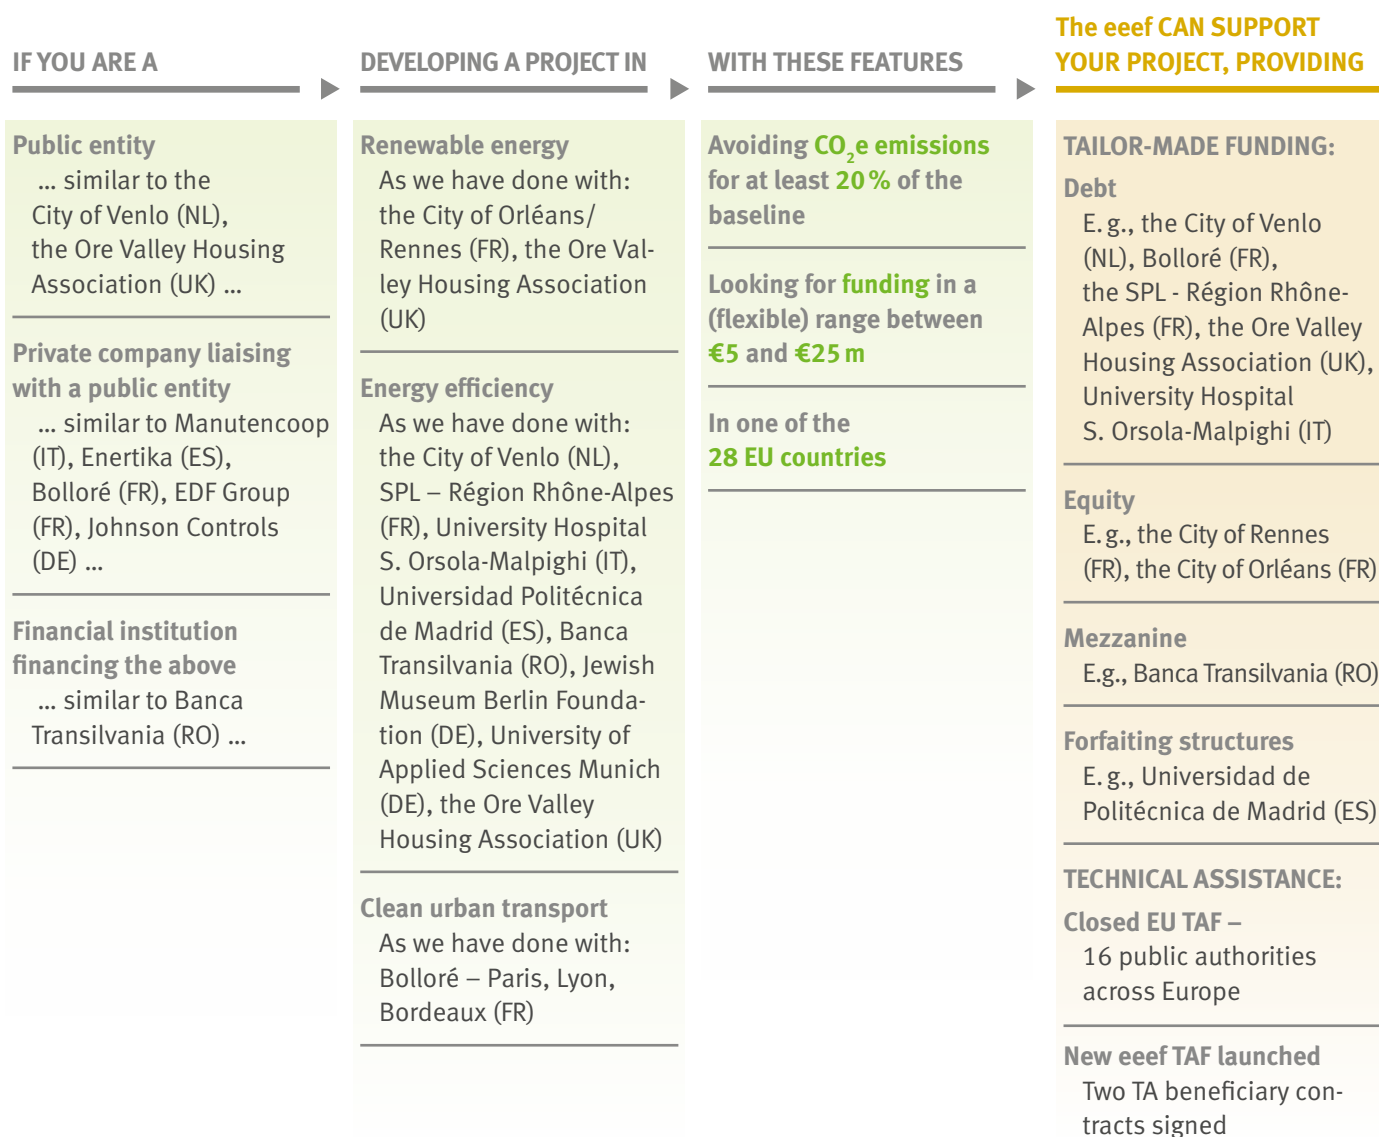 IF YOU ARE A
Public entity
... similar to the
City of Venlo (NL),
the Ore Valley Housing
Association (UK) ...
Private company liaising
with a public entity
... similar to Manutencoop
(IT), Enertika (ES),
Bolloré (FR), EDF Group
(FR), Johnson Controls
(DE) ...
Financial institution
financing the above
... similar to Banca
Transilvania (RO) ...
DEVELOPING A PROJECT IN
Renewable energy
As we have done with:
the City of Orléans/
Rennes (FR), the Ore Val-
ley Housing Association
(UK)
Energy efficiency
As we have done with:
the City of Venlo (NL),
SPL – Région Rhône-Alpes
(FR), University Hospital
S. Orsola-Malpighi (IT),
Universidad Politécnica
de Madrid (ES), Banca
Transilvania (RO), Jewish
Museum Berlin Founda-
tion (DE), University of
Applied Sciences Munich
(DE), the Ore Valley
Housing Association (UK)
Clean urban transport
As we have done with:
Bolloré – Paris, Lyon,
Bordeaux (FR)
WITH THESE FEATURES
Avoiding CO₂e emissions
for at least 20 % of the
baseline
Looking for funding in a
(flexible) range between
€5 and €25 m
In one of the
28 EU countries
The eeef CAN SUPPORT
YOUR PROJECT, PROVIDING
TAILOR-MADE FUNDING:
Debt
E. g., the City of Venlo
(NL), Bolloré (FR),
the SPL - Région Rhône-
Alpes (FR), the Ore Valley
Housing Association (UK),
University Hospital
S. Orsola-Malpighi (IT)
Equity
E. g., the City of Rennes
(FR), the City of Orléans (FR)
Mezzanine
E.g., Banca Transilvania (RO)
Forfaiting structures
E. g., Universidad de
Politécnica de Madrid (ES)
TECHNICAL ASSISTANCE:
Closed EU TAF –
16 public authorities
across Europe
New eeef TAF launched
Two TA beneficiary con-
tracts signed